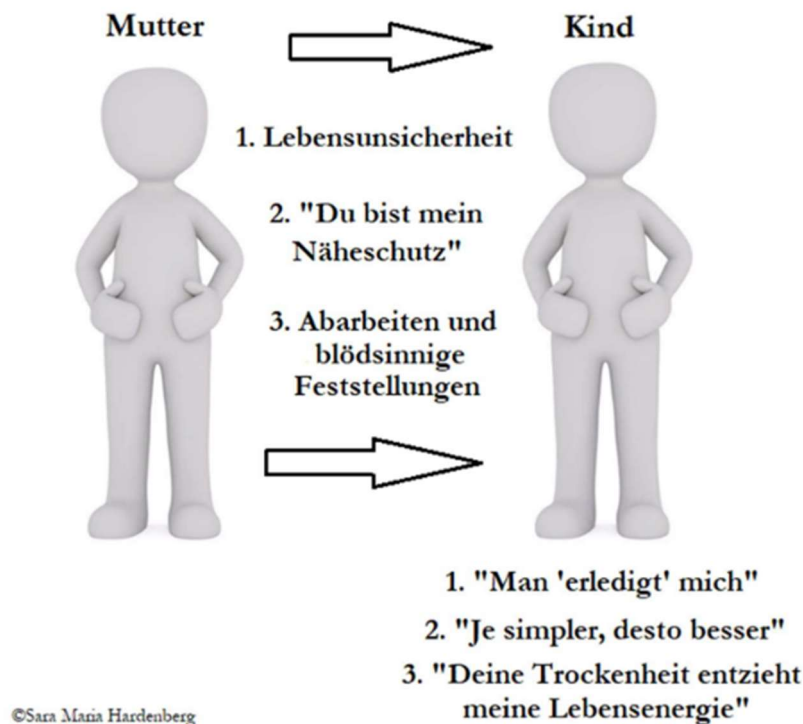 Mutter
Kind
1. Lebensunsicherheit
2. "Du bist mein
Näheschutz"
3. Abarbeiten und
blödsinnige
Feststellungen
1. "Man 'erledigt' mich"
2. "Je simpler, desto besser"
3. "Deine Trockenheit entzieht
meine Lebensenergie"
©Sara Maria Hardenberg